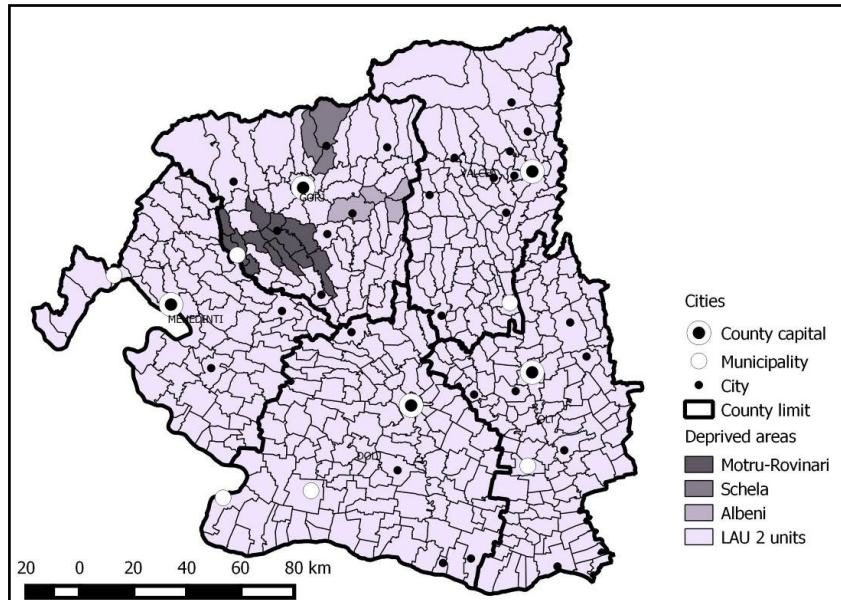 VALCEA
GORJ
MEHEDINTI
DOLJ
OLT
Cities
County capital
Municipality
City
County limit
Deprived areas
Motru-Rovinari
Schela
Albeni
LAU 2 units
20 0 20 40 60 80 km